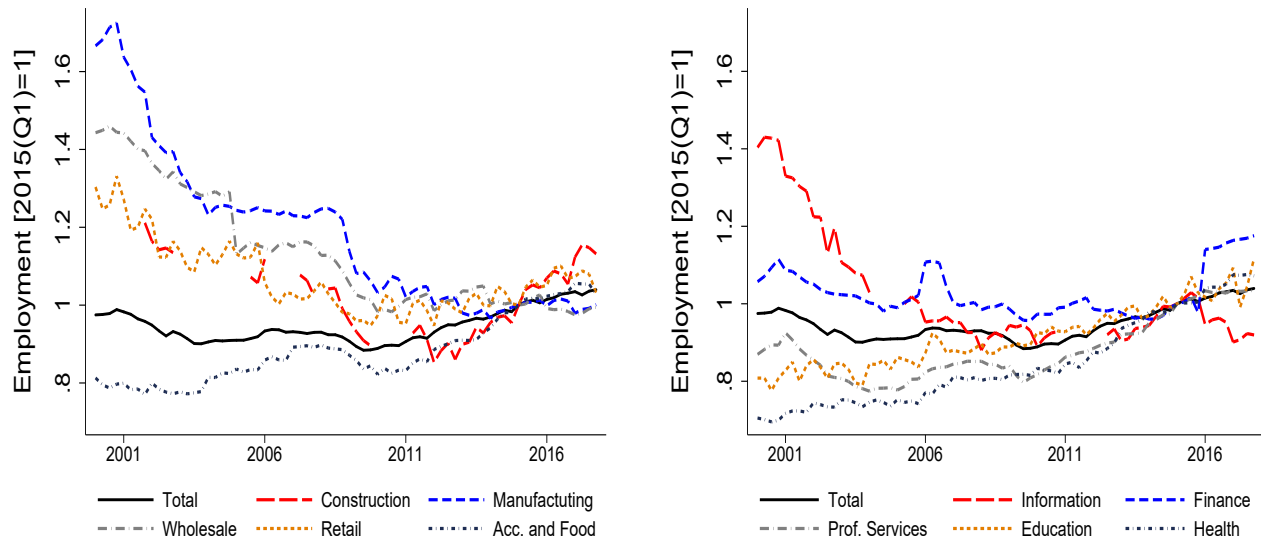 Employment [2015(Q1)=1]
1.6
1.4
1.2
1
.8
2001 2006 2011 2016
Total Construction Manufactuting
Wholesale Retail Acc. and Food
Employment [2015(Q1)=1]
1.6
1.4
1.2
1
.8
2001 2006 2011 2016
Total Information Finance
Prof. Services Education Health